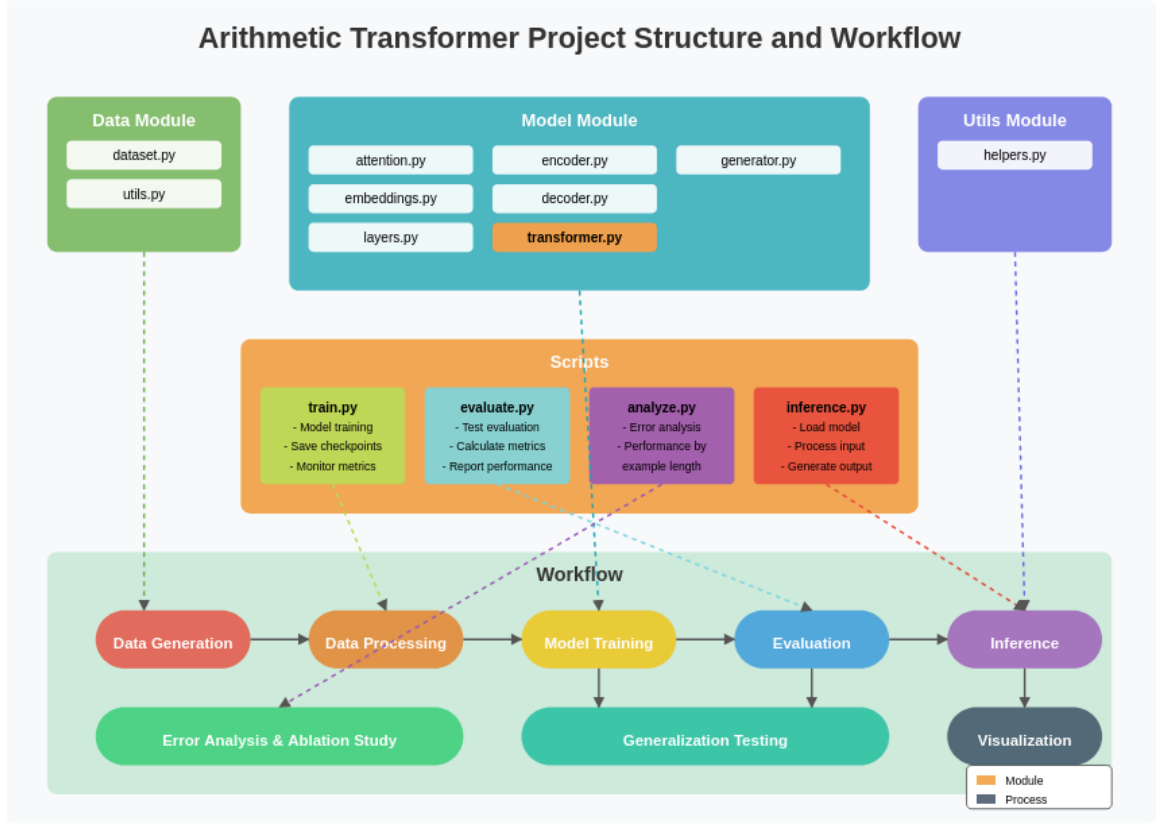 Arithmetic Transformer Project Structure and Workflow
Data Module
dataset.py
utils.py
Model Module
attention.py
encoder.py
generator.py
embeddings.py
decoder.py
layers.py
transformer.py
Utils Module
helpers.py
Scripts
train.py
- Model training
- Save checkpoints
- Monitor metrics
evaluate.py
- Test evaluation
- Calculate metrics
- Report performance
analyze.py
- Error analysis
- Performance by
example length
inference.py
- Load model
- Process input
- Generate output
Workflow
Data Generation
Data Processing
Model Training
Evaluation
Inference
Error Analysis & Ablation Study
Generalization Testing
Visualization
Module
Process